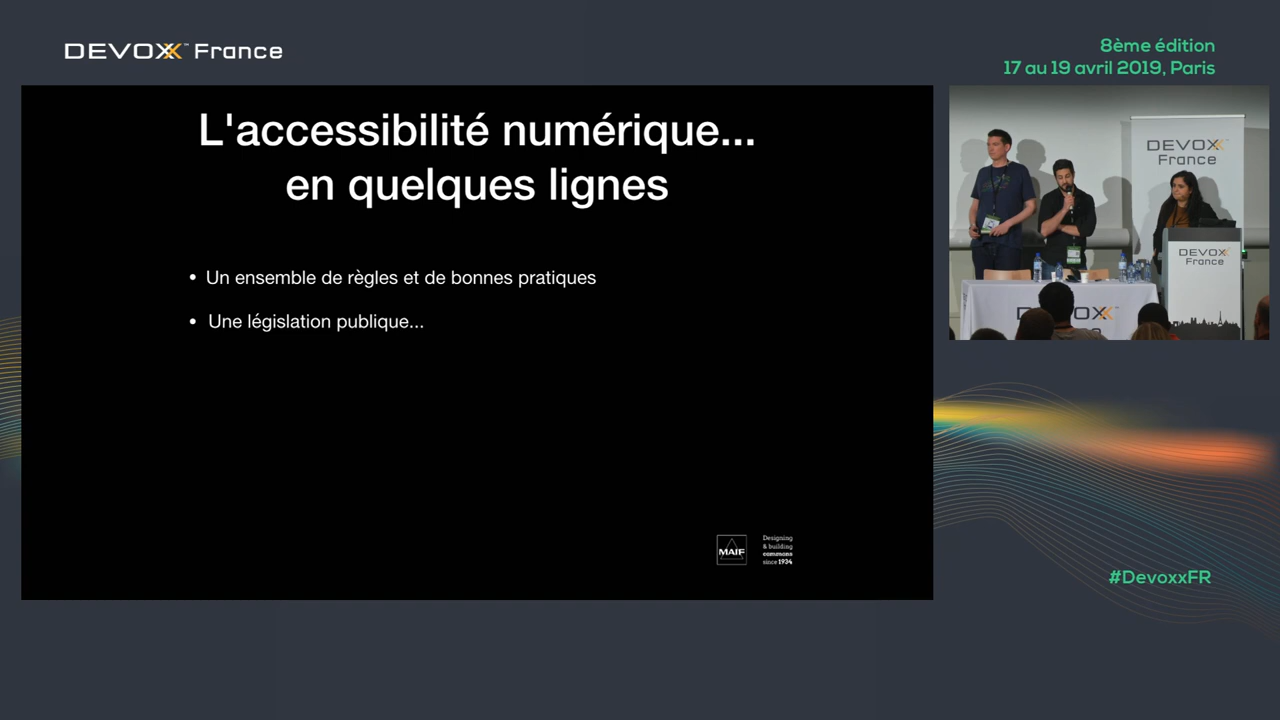 DEVOXX™ France
8ème édition
17 au 19 avril 2019, Paris
L'accessibilité numérique...
en quelques lignes
• Un ensemble de règles et de bonnes pratiques
• Une législation publique...
MAIF
Designing
& building
commons
since 1934
DEVOXX
France
DEVOXX
France
#DevoxxFR